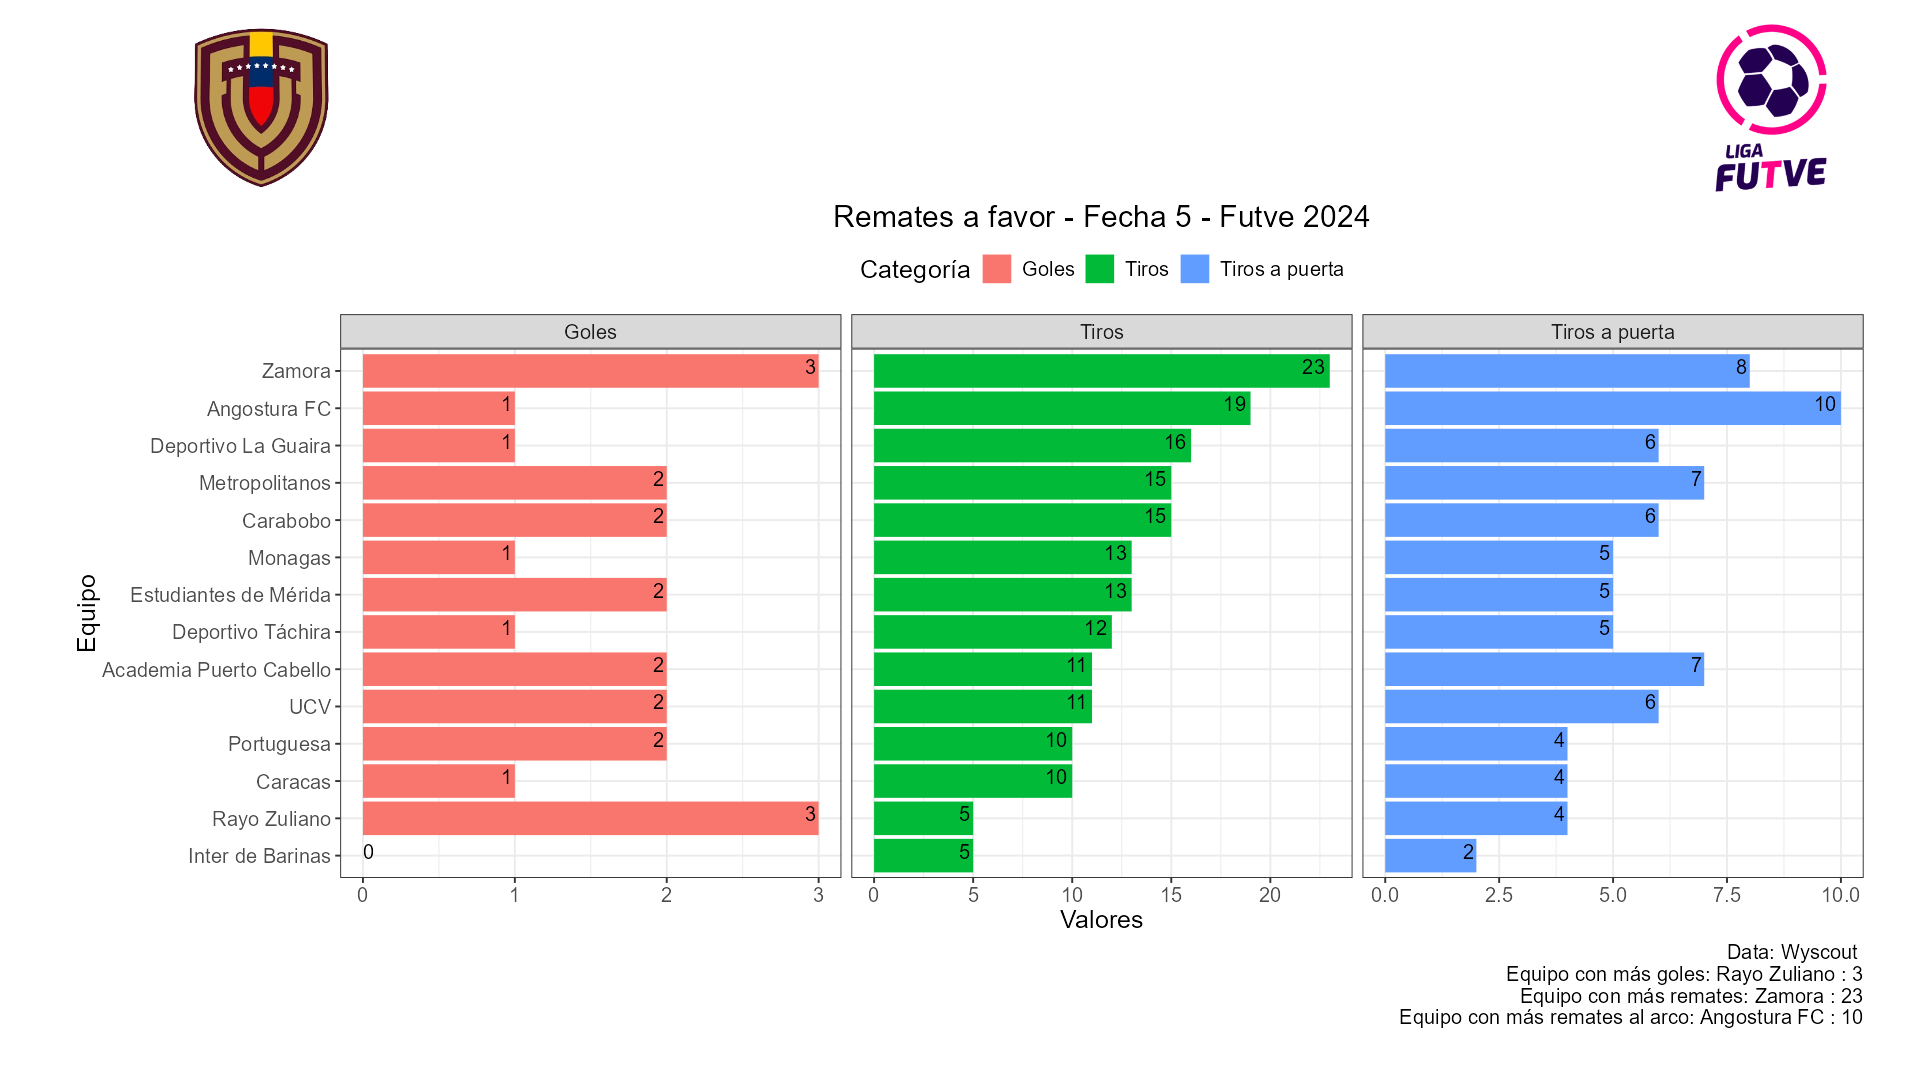 LIGA
FUTVE
Remates a favor - Fecha 5 - Futve 2024
Categoría Goles Tiros Tiros a puerta
Goles Tiros Tiros a puerta
Equipo
Zamora 3 23 8
Angostura FC 1 19 10
Deportivo La Guaira 1 16 6
Metropolitanos 2 15 7
Carabobo 2 15 6
Monagas 1 13 5
Estudiantes de Mérida 2 13 5
Deportivo Táchira 1 12 5
Academia Puerto Cabello 2 11 7
UCV 2 11 6
Portuguesa 2 10 4
Caracas 1 10 4
Rayo Zuliano 3 5 4
Inter de Barinas 0 5 2
0 1 2 3 0 5 10 15 20 0.0 2.5 5.0 7.5 10.0
Valores
Data: Wyscout
Equipo con más goles: Rayo Zuliano : 3
Equipo con más remates: Zamora : 23
Equipo con más remates al arco: Angostura FC : 10